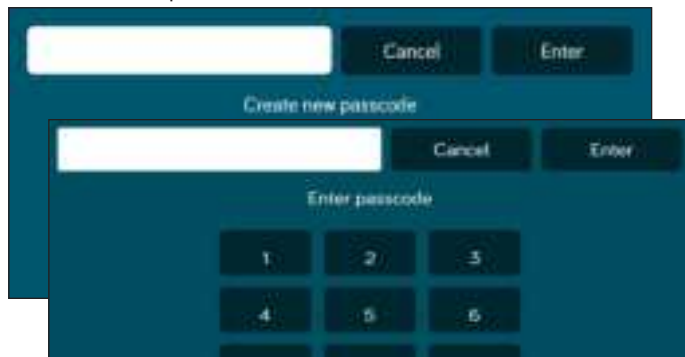 Cancel Enter
Create new passcode
Cancel Enter
Enter passcode
1 2 3
4 5 6